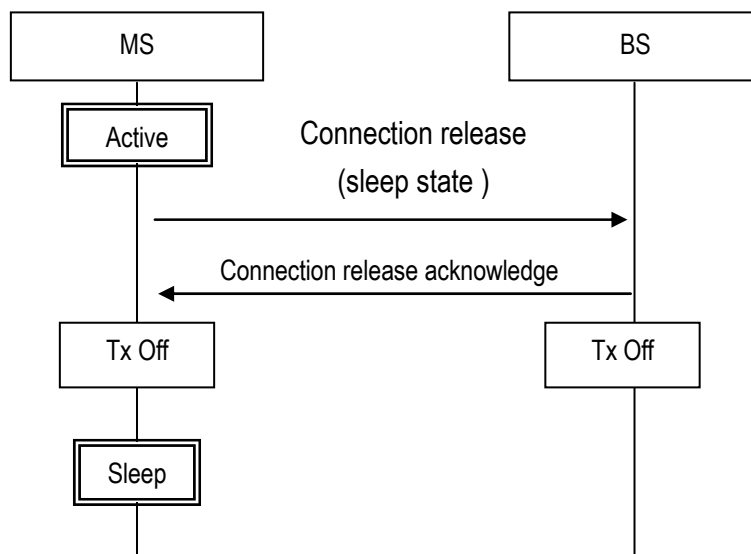 MS
BS
Active
Connection release
(sleep state )
Connection release acknowledge
Tx Off
Tx Off
Sleep